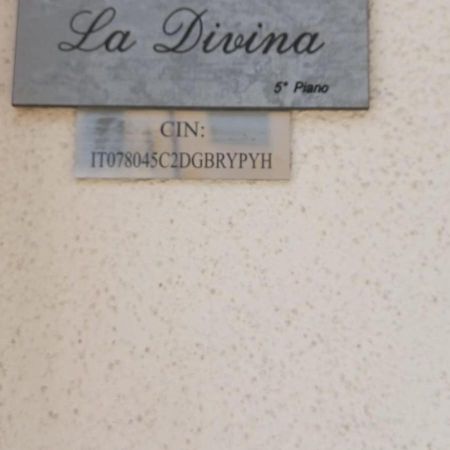 La Divina
5° Piano
CIN:
IT078045C2DGBRYPYH